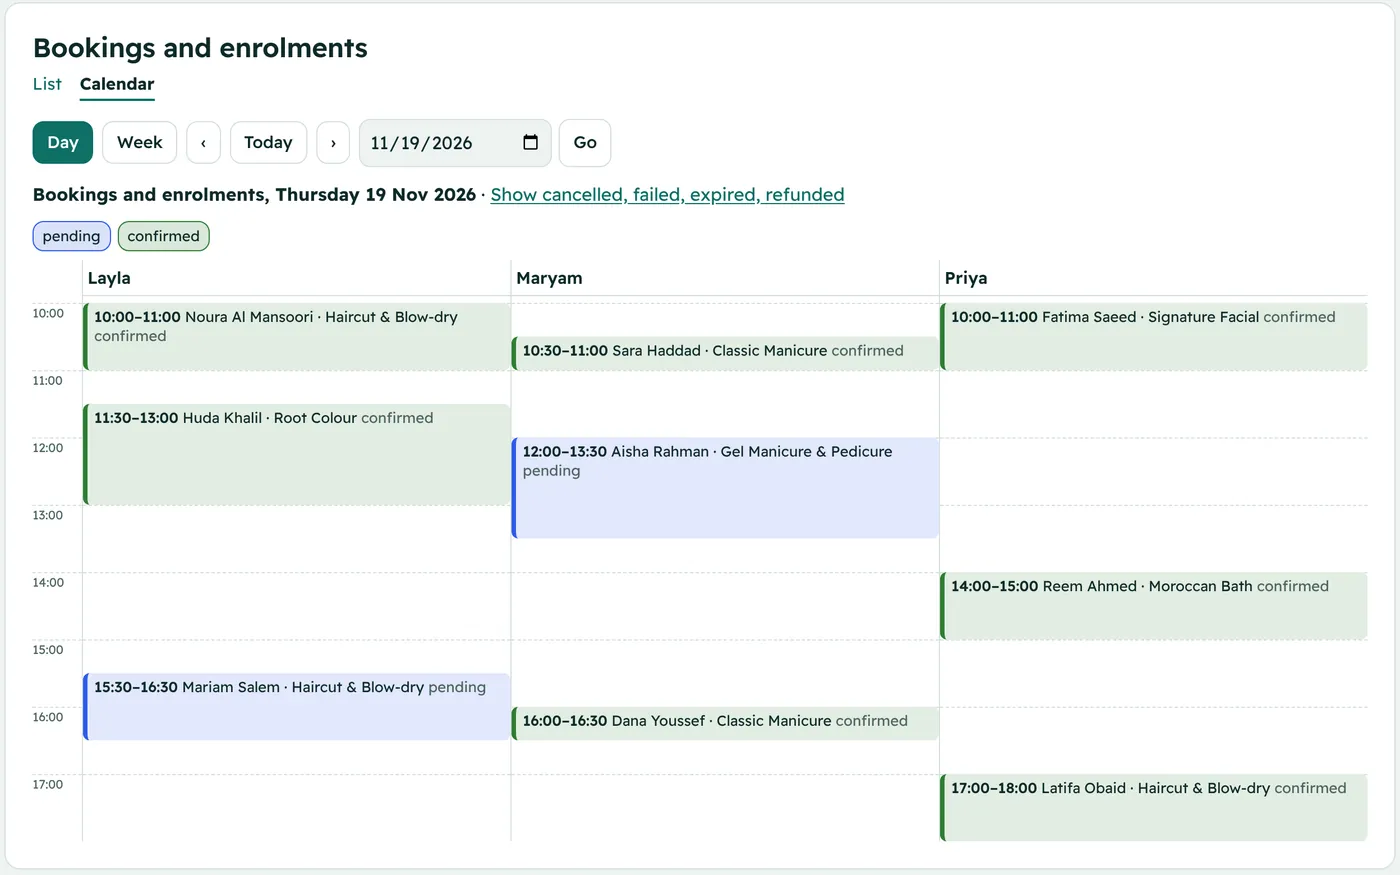 Bookings and enrolments
List Calendar
Day Week ‹ Today › 11/19/2026 Go
Bookings and enrolments, Thursday 19 Nov 2026 · Show cancelled, failed, expired, refunded
pending confirmed
Layla Maryam Priya
10:00
10:00–11:00 Noura Al Mansoori · Haircut & Blow-dry
confirmed
10:30–11:00 Sara Haddad · Classic Manicure confirmed
10:00–11:00 Fatima Saeed · Signature Facial confirmed
11:00
11:30–13:00 Huda Khalil · Root Colour confirmed
12:00
12:00–13:30 Aisha Rahman · Gel Manicure & Pedicure
pending
13:00
14:00
14:00–15:00 Reem Ahmed · Moroccan Bath confirmed
15:00
15:30–16:30 Mariam Salem · Haircut & Blow-dry pending
16:00
16:00–16:30 Dana Youssef · Classic Manicure confirmed
17:00
17:00–18:00 Latifa Obaid · Haircut & Blow-dry confirmed